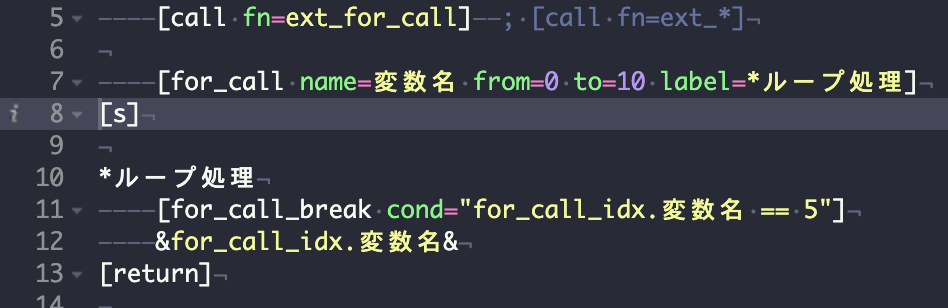 5 [call fn=ext_for_call] ; [call fn=ext_*]
6
7 [for_call name=変数名 from=0 to=10 label=*ループ処理]
8 [s]
9
10 *ループ処理
11 [for_call_break cond="for_call_idx.変数名 == 5"]
12 &for_call_idx.変数名&
13 [return]
14